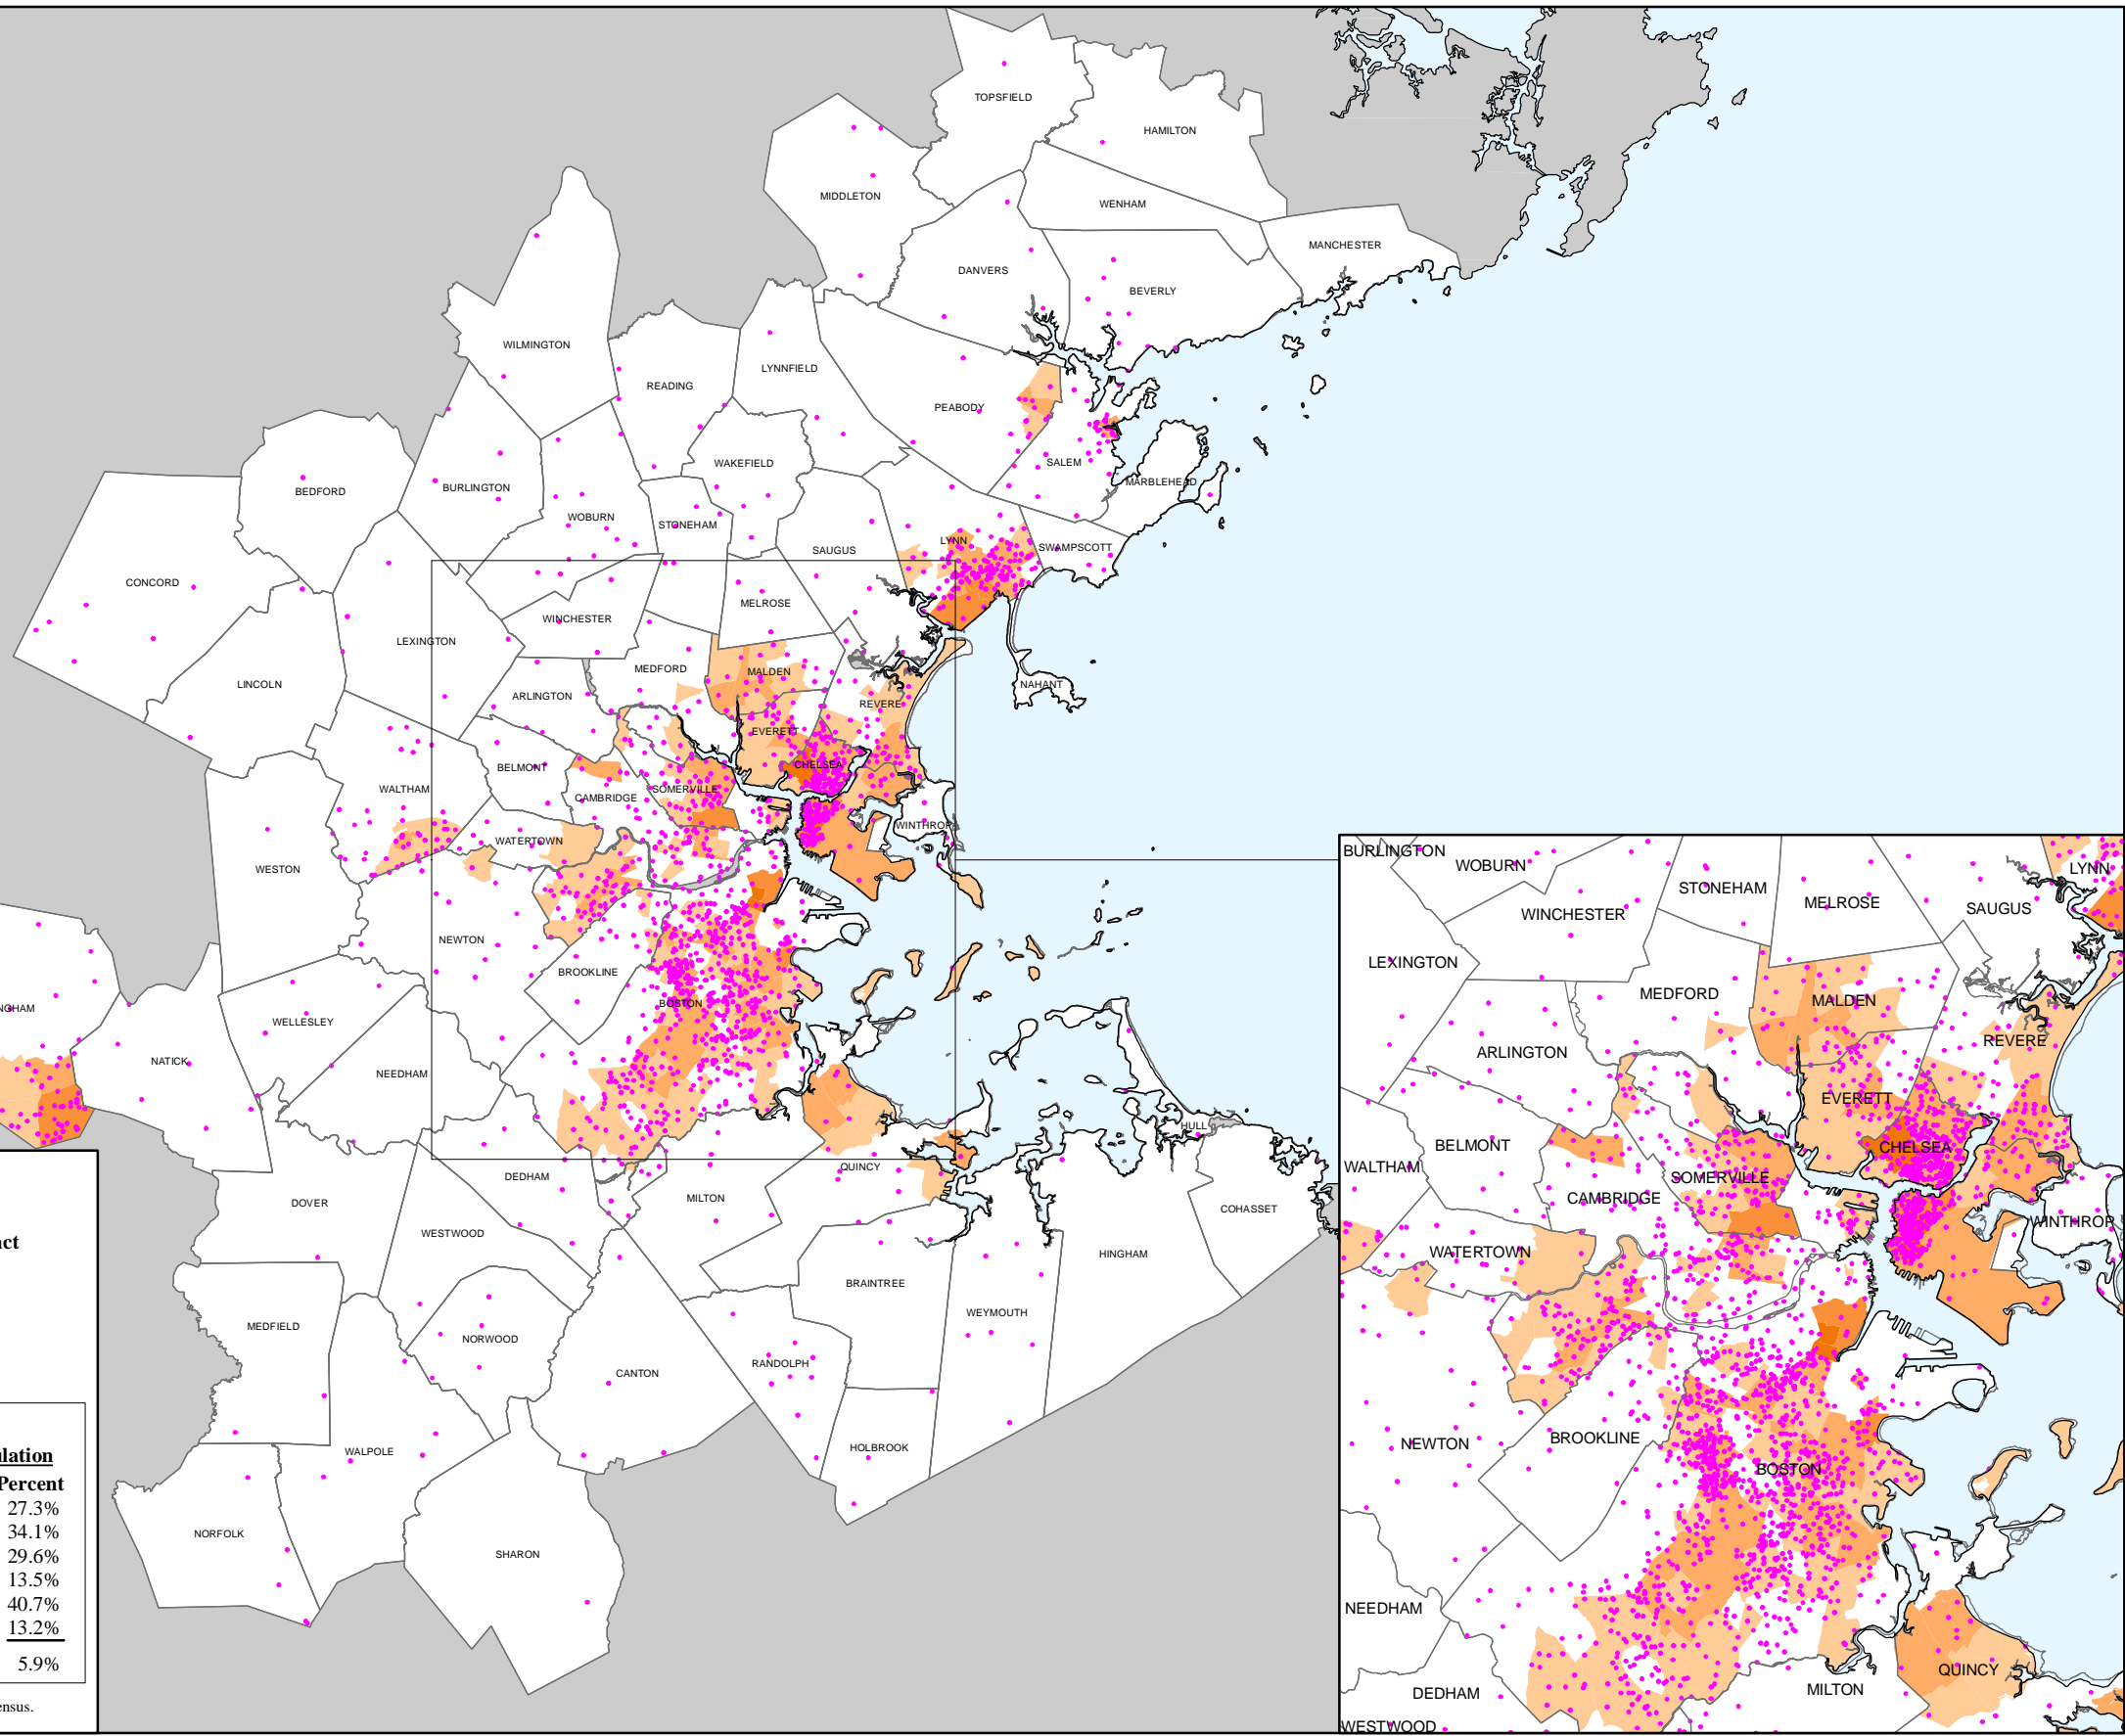 TOPSFIELD
HAMILTON
MIDDLETON
WENHAM
MANCHESTER
DANVERS
BEVERLY
WILMINGTON
LYNNFIELD
READING
PEABODY
WAKEFIELD
SALEM
MARBLEHEAD
BEDFORD
BURLINGTON
WOBURN
STONEHAM
LYNN
SWAMPSCOTT
SAUGUS
CONCORD
MELROSE
WINCHESTER
LEXINGTON
MEDFORD
MALDEN
LINCOLN
NAHANT
ARLINGTON
REVERE
EVERETT
CHELSEA
BELMONT
WALTHAM
SOMERVILLE
CAMBRIDGE
WINTHROP
WATERTOWN
WESTON
NEWTON
BROOKLINE
BOSTON
NGHAM
WELLESLEY
NATICK
NEEDHAM
HULL
QUINCY
DEDHAM
MILTON
DOVER
COHASSET
WESTWOOD
HINGHAM
BRAINTREE
WEYMOUTH
MEDFIELD
NORWOOD
RANDOLPH
CANTON
HOLBROOK
WALPOLE
NORFOLK
SHARON
act
lation
Percent
27.3%
34.1%
29.6%
13.5%
40.7%
13.2%
5.9%
ensus.
BURLINGTON
WOBURN
LYNN
STONEHAM
MELROSE
SAUGUS
WINCHESTER
LEXINGTON
MEDFORD
MALDEN
REVERE
ARLINGTON
EVERETT
BELMONT
CHELSEA
WALTHAM
SOMERVILLE
CAMBRIDGE
WINTHROP
WATERTOWN
NEWTON
BROOKLINE
BOSTON
NEEDHAM
QUINCY
DEDHAM
MILTON
WESTWOOD